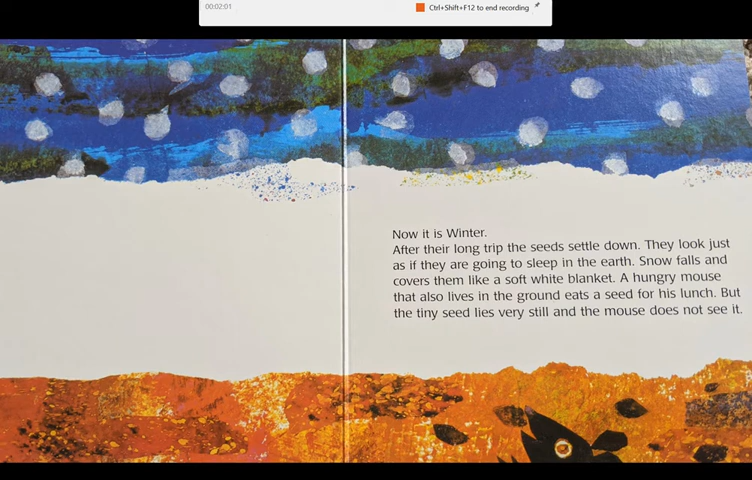 00:02:01
Ctrl+Shift+F12 to end recording
Now it is Winter.
After their long trip the seeds settle down. They look just
as if they are going to sleep in the earth. Snow falls and
covers them like a soft white blanket. A hungry mouse
that also lives in the ground eats a seed for his lunch. But
the tiny seed lies very still and the mouse does not see it.